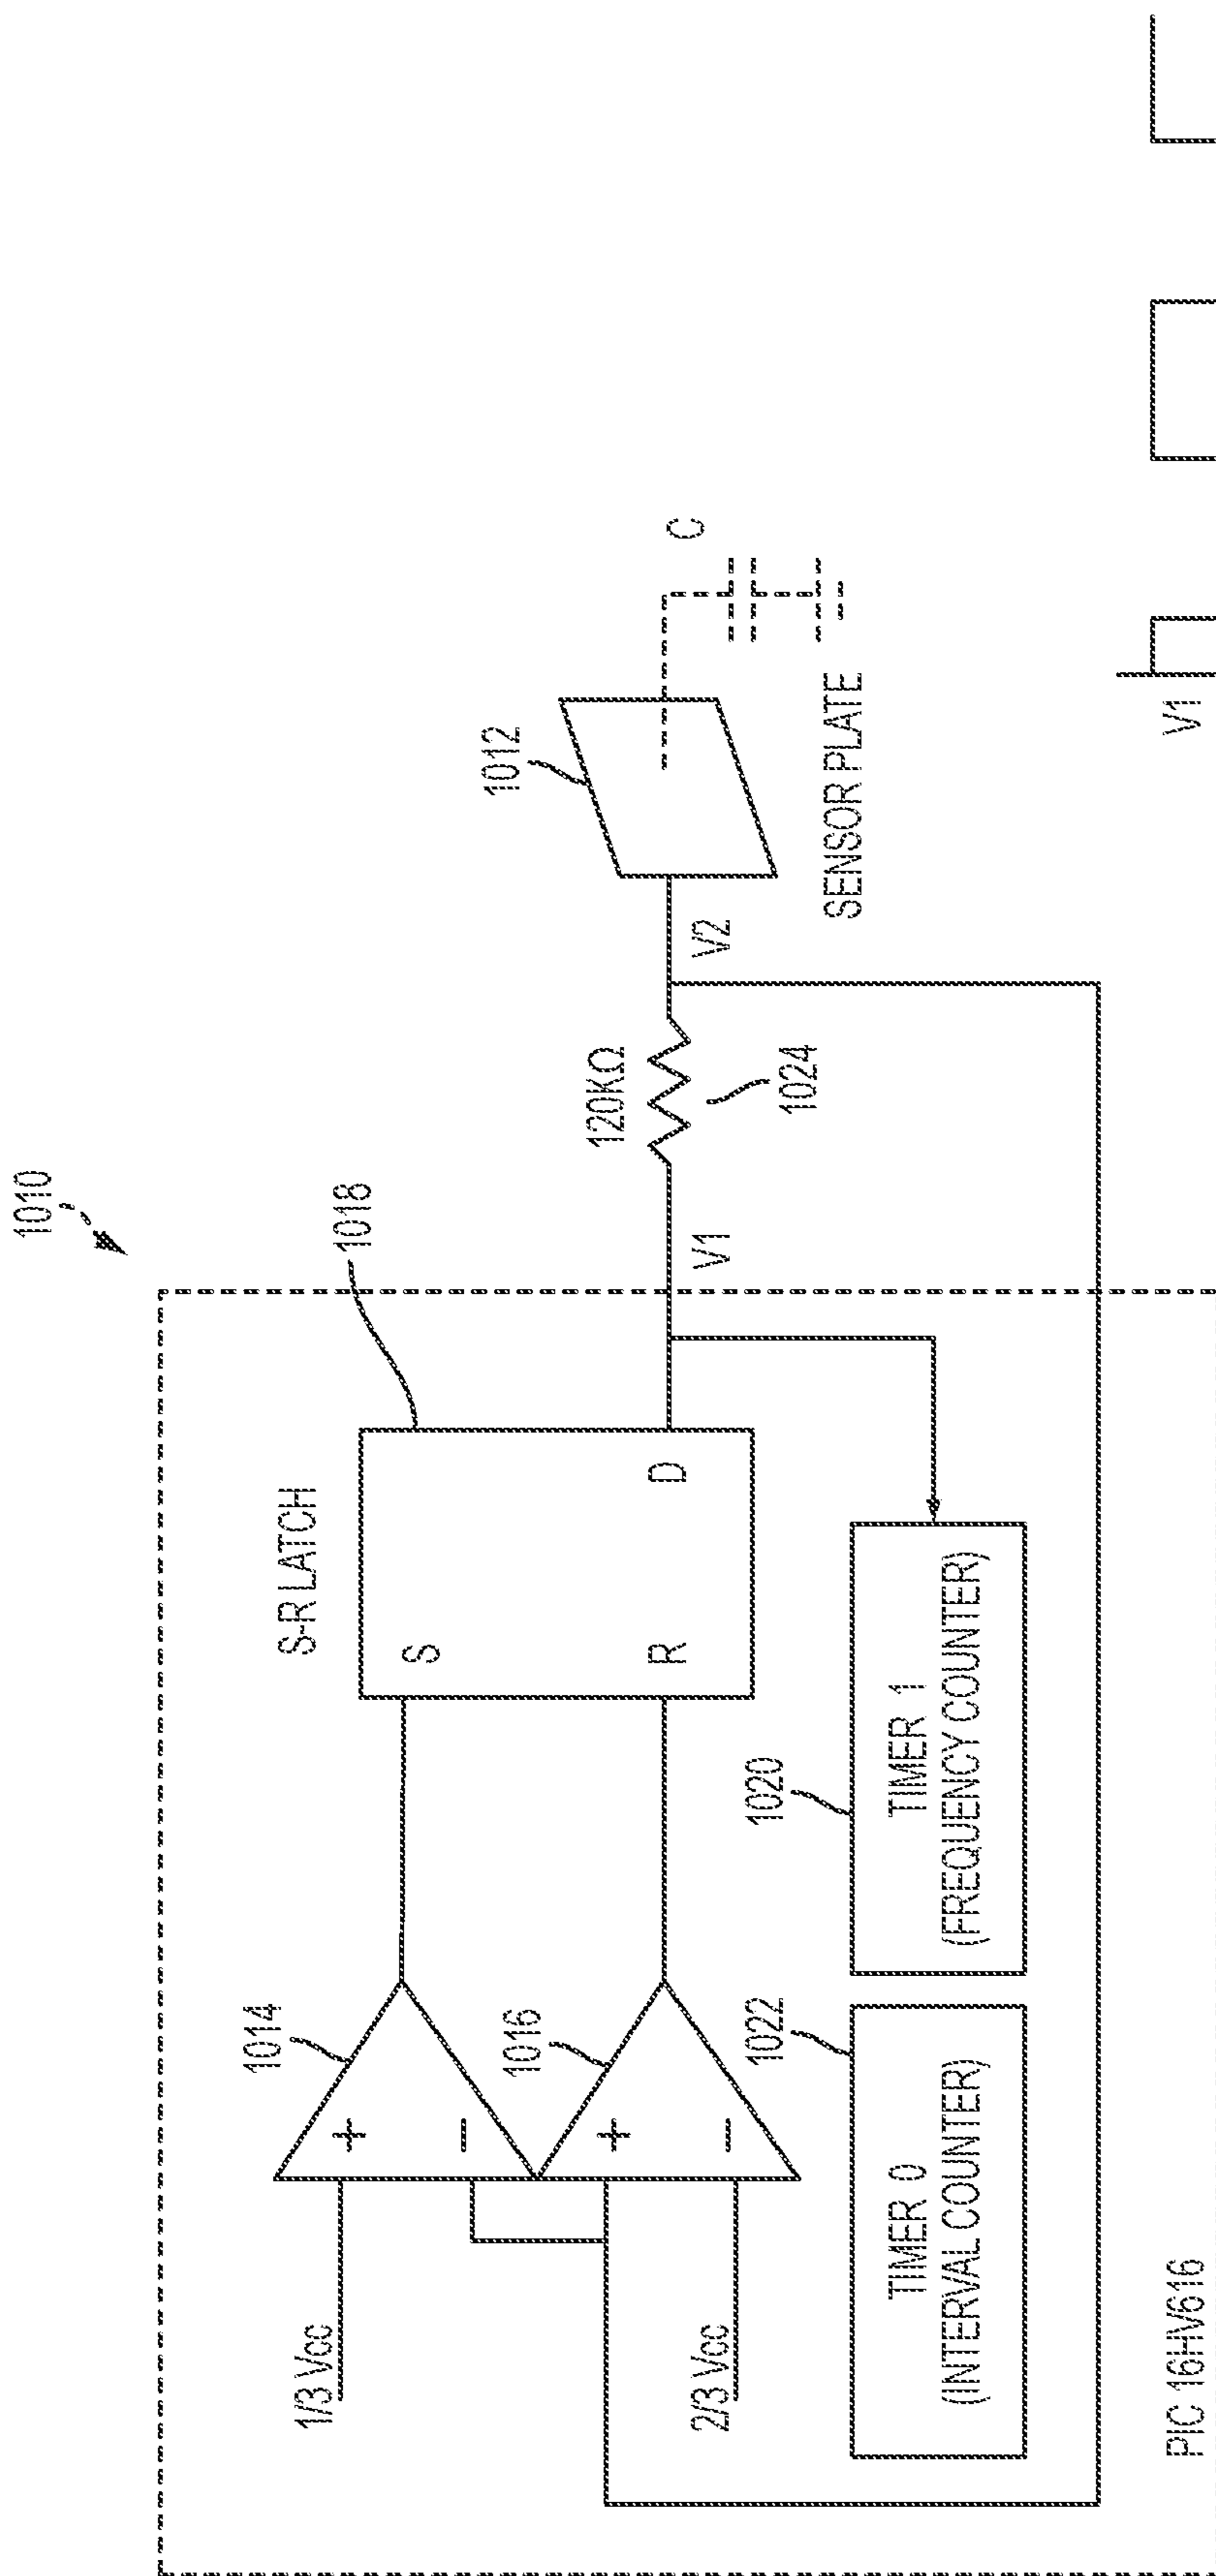 1010
S-R LATCH
1018
1014
1/3 Vcc
+
−
S
1016
2/3 Vcc
+
−
R
D
V1
120KΩ
1024
V2
1012
C
SENSOR PLATE
1022
TIMER 0
(INTERVAL COUNTER)
1020
TIMER 1
(FREQUENCY COUNTER)
PIC 16HV616
V1